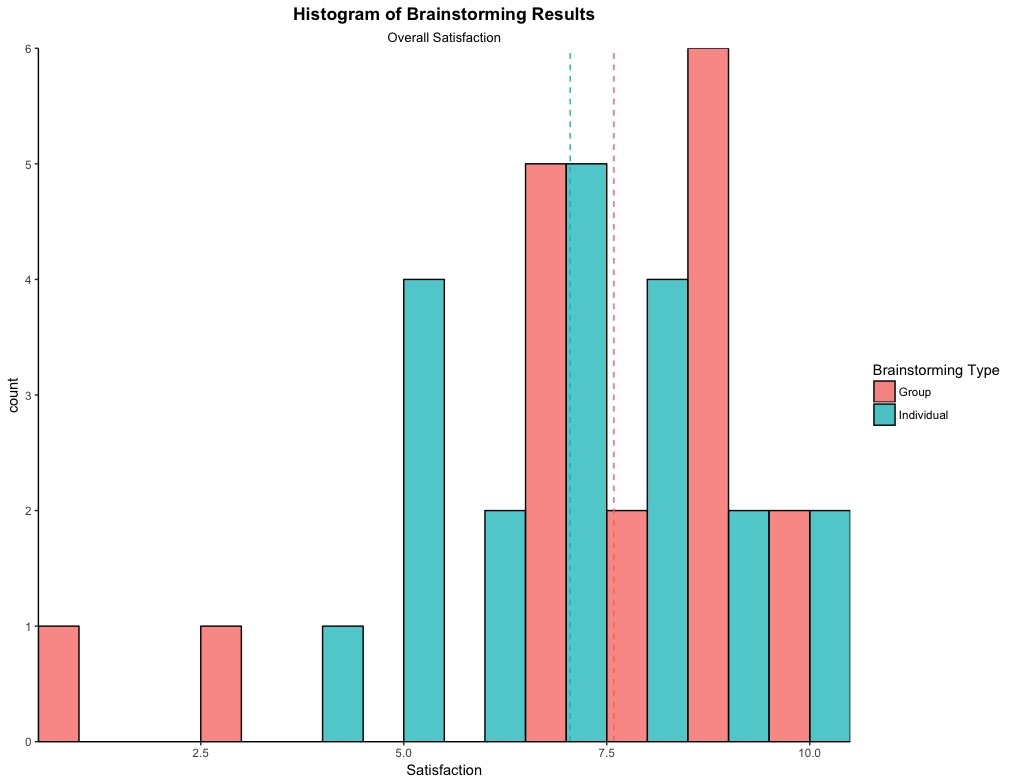 Histogram of Brainstorming Results
Overall Satisfaction
6
5
4
3
2
1
0
count
2.5 5.0 7.5 10.0
Satisfaction
Brainstorming Type
Group
Individual